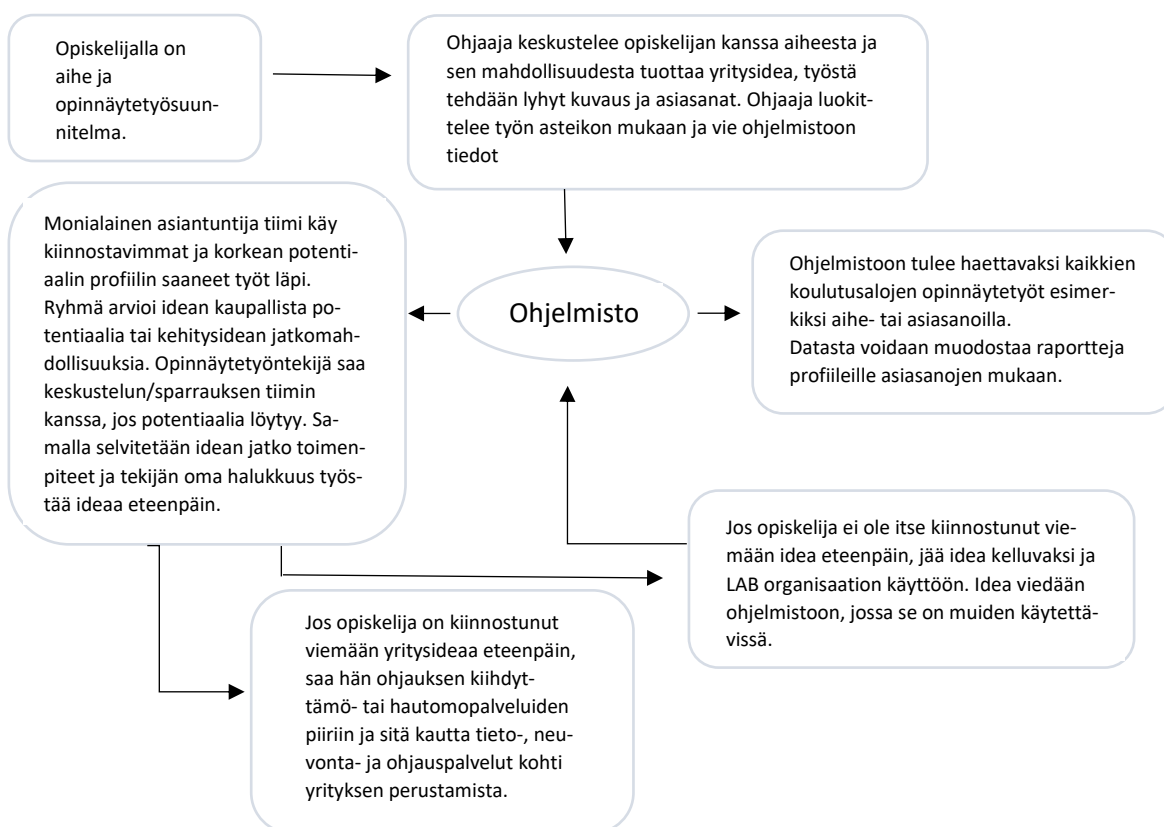 Opiskelijalla on
aihe ja
opinnäytetyösuun-
nitelma.
Ohjaaja keskustelee opiskelijan kanssa aiheesta ja
sen mahdollisuudesta tuottaa yritysidea, työstä
tehdään lyhyt kuvaus ja asiasanat. Ohjaaja luokit-
telee työn asteikon mukaan ja vie ohjelmistoon
tiedot
Monialainen asiantuntija tiimi käy
kiinnostavimmat ja korkean potenti-
aalin profiilin saaneet työt läpi.
Ryhmä arvioi idean kaupallista po-
tentiaalia tai kehitysidean jatkomah-
dollisuuksia. Opinnäytetyöntekijä saa
keskustelun/sparrauksen tiimin
kanssa, jos potentiaalia löytyy. Sa-
malla selvitetään idean jatko toimen-
piteet ja tekijän oma halukkuus työs-
tää ideaa eteenpäin.
Ohjelmisto
Ohjelmistoon tulee haettavaksi kaikkien
koulutusalojen opinnäytetyöt esimer-
kiksi aihe- tai asiasanoilla.
Datasta voidaan muodostaa raportteja
profiileille asiasanojen mukaan.
Jos opiskelija ei ole itse kiinnostunut vie-
mään idea eteenpäin, jää idea kelluvaksi ja
LAB organisaation käyttöön. Idea viedään
ohjelmistoon, jossa se on muiden käytettä-
vissä.
Jos opiskelija on kiinnostunut
viemään yritysideaa eteenpäin,
saa hän ohjauksen kiihdyt-
tämö- tai hautomopalveluiden
piiriin ja sitä kautta tieto-, neu-
vonta- ja ohjauspalvelut kohti
yrityksen perustamista.